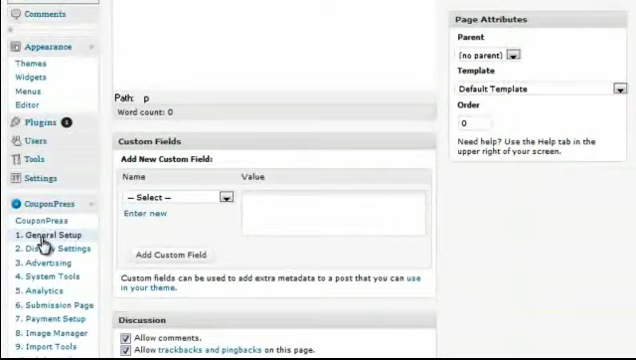 Comments
Appearance
Themes
Widgets
Menus
Editor
Plugins
Users
Tools
Settings
CouponPress
CouponPress
1. General Setup
2. Display Settings
3. Advertising
4. System Tools
5. Analytics
6. Submission Page
7. Payment Setup
8. Image Manager
9. Import Tools
Path: p
Word count: 0
Custom Fields
Add New Custom Field:
Name Value
— Select —
Enter new
Add Custom Field
Custom fields can be used to add extra metadata to a post that you can use
in your theme.
Discussion
Allow comments.
Allow trackbacks and pingbacks on this page.
Page Attributes
Parent
(no parent)
Template
Default Template
Order
0
Need help? Use the Help tab in the
upper right of your screen.